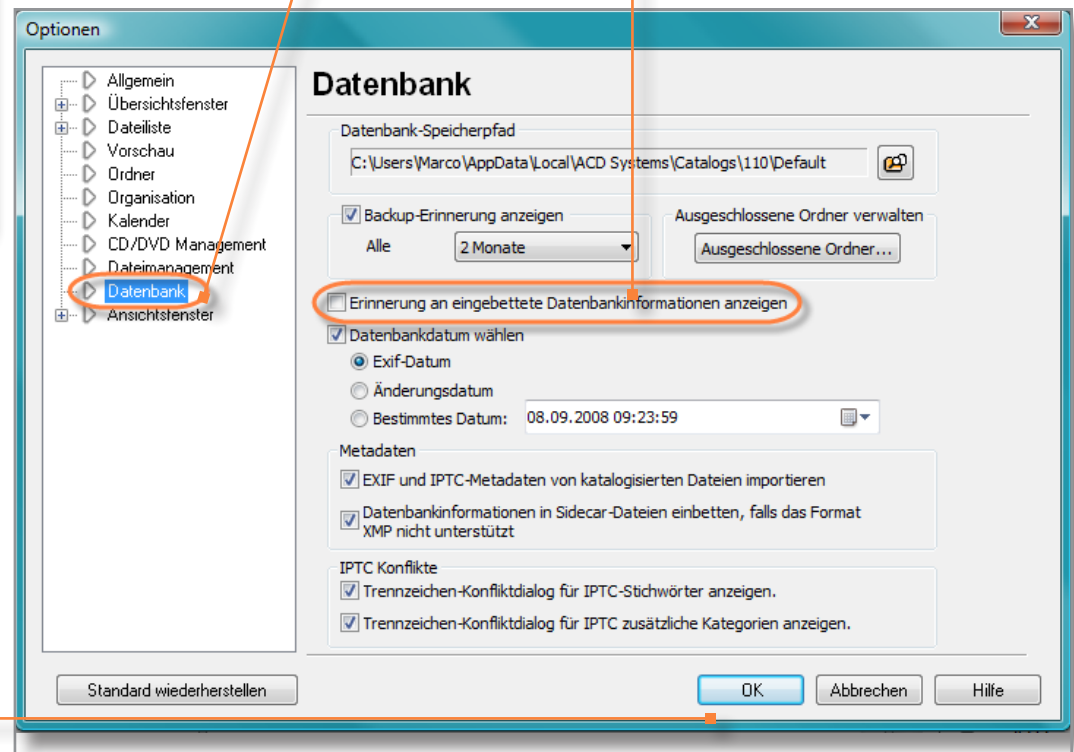 Optionen
Allgemein
Übersichtsfenster
Dateiliste
Vorschau
Ordner
Organisation
Kalender
CD/DVD Management
Dateimanagement
Datenbank
Ansichtsfenster
Datenbank
Datenbank-Speicherpfad
C:\Users\Marco\AppData\Local\ACD Systems\Catalogs\110\Default
Backup-Erinnerung anzeigen
Alle 2 Monate
Ausgeschlossene Ordner verwalten
Ausgeschlossene Ordner...
Erinnerung an eingebettete Datenbankinformationen anzeigen
Datenbankdatum wählen
Exif-Datum
Änderungsdatum
Bestimmtes Datum: 08.09.2008 09:23:59
Metadaten
EXIF und IPTC-Metadaten von katalogisierten Dateien importieren
Datenbankinformationen in Sidecar-Dateien einbetten, falls das Format
XMP nicht unterstützt
IPTC Konflikte
Trennzeichen-Konfliktdialog für IPTC-Stichwörter anzeigen.
Trennzeichen-Konfliktdialog für IPTC zusätzliche Kategorien anzeigen.
Standard wiederherstellen
OK
Abbrechen
Hilfe